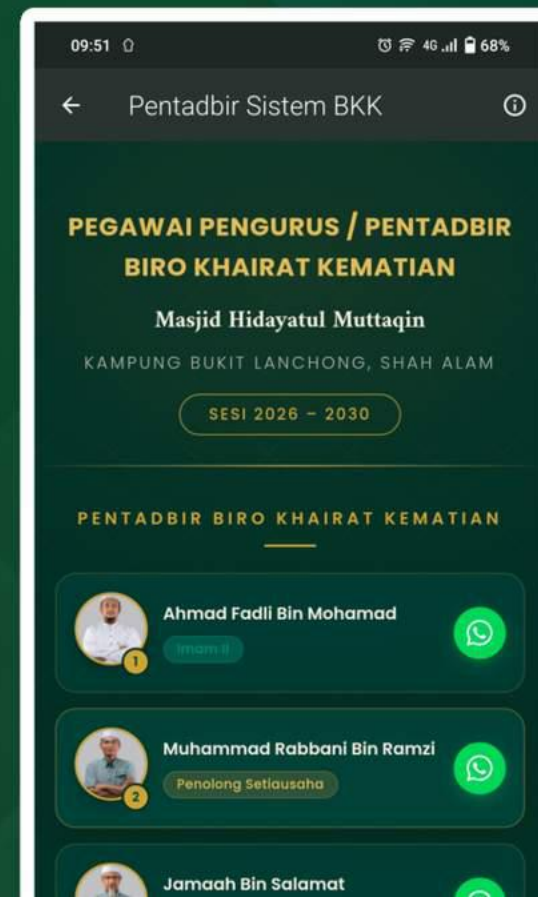 09:51
4G 68%
Pentadbir Sistem BKK
PEGAWAI PENGURUS / PENTADBIR
BIRO KHAIRAT KEMATIAN
Masjid Hidayatul Muttaqin
KAMPUNG BUKIT LANCHONG, SHAH ALAM
SESI 2026 – 2030
PENTADBIR BIRO KHAIRAT KEMATIAN
Ahmad Fadli Bin Mohamad
Imam II
1
Muhammad Rabbani Bin Ramzi
Penolong Setiausaha
2
Jamaah Bin Salamat